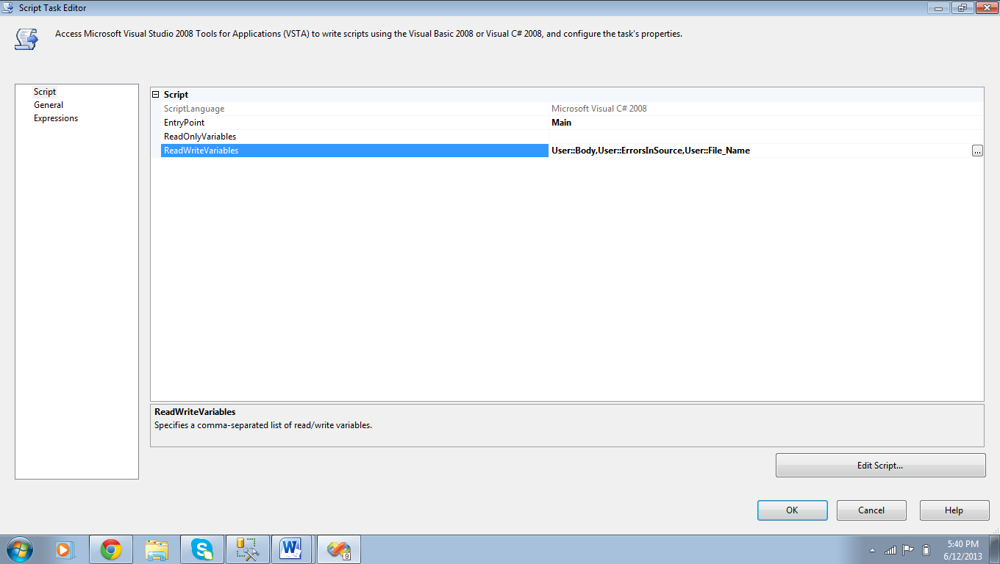 Script Task Editor
Access Microsoft Visual Studio 2008 Tools for Applications (VSTA) to write scripts using the Visual Basic 2008 or Visual C# 2008, and configure the task's properties.
Script
General
Expressions
Script
ScriptLanguage Microsoft Visual C# 2008
EntryPoint Main
ReadOnlyVariables
ReadWriteVariables User::Body,User::ErrorsInSource,User::File_Name ...
ReadWriteVariables
Specifies a comma-separated list of read/write variables.
Edit Script...
OK Cancel Help
W 9
5:40 PM
6/12/2013